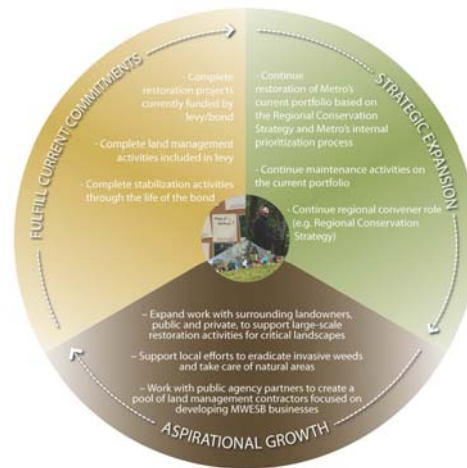 FULFILL CURRENT COMMITMENTS
- Complete
restoration projects
currently funded by
levy/bond
- Complete land management
activities included in levy
- Complete stabilization activities
through the life of the bond
STRATEGIC EXPANSION
- Continue
restoration of Metro's
current portfolio based on
the Regional Conservation
Strategy and Metro's internal
prioritization process
- Continue maintenance activities on
the current portfolio
- Continue regional convener role
(e.g. Regional Conservation
Strategy)
– Expand work with surrounding landowners,
public and private, to support large-scale
restoration activities for critical landscapes
– Support local efforts to eradicate invasive weeds
and take care of natural areas
– Work with public agency partners to create a
pool of land management contractors focused on
developing MWESB businesses
ASPIRATIONAL GROWTH